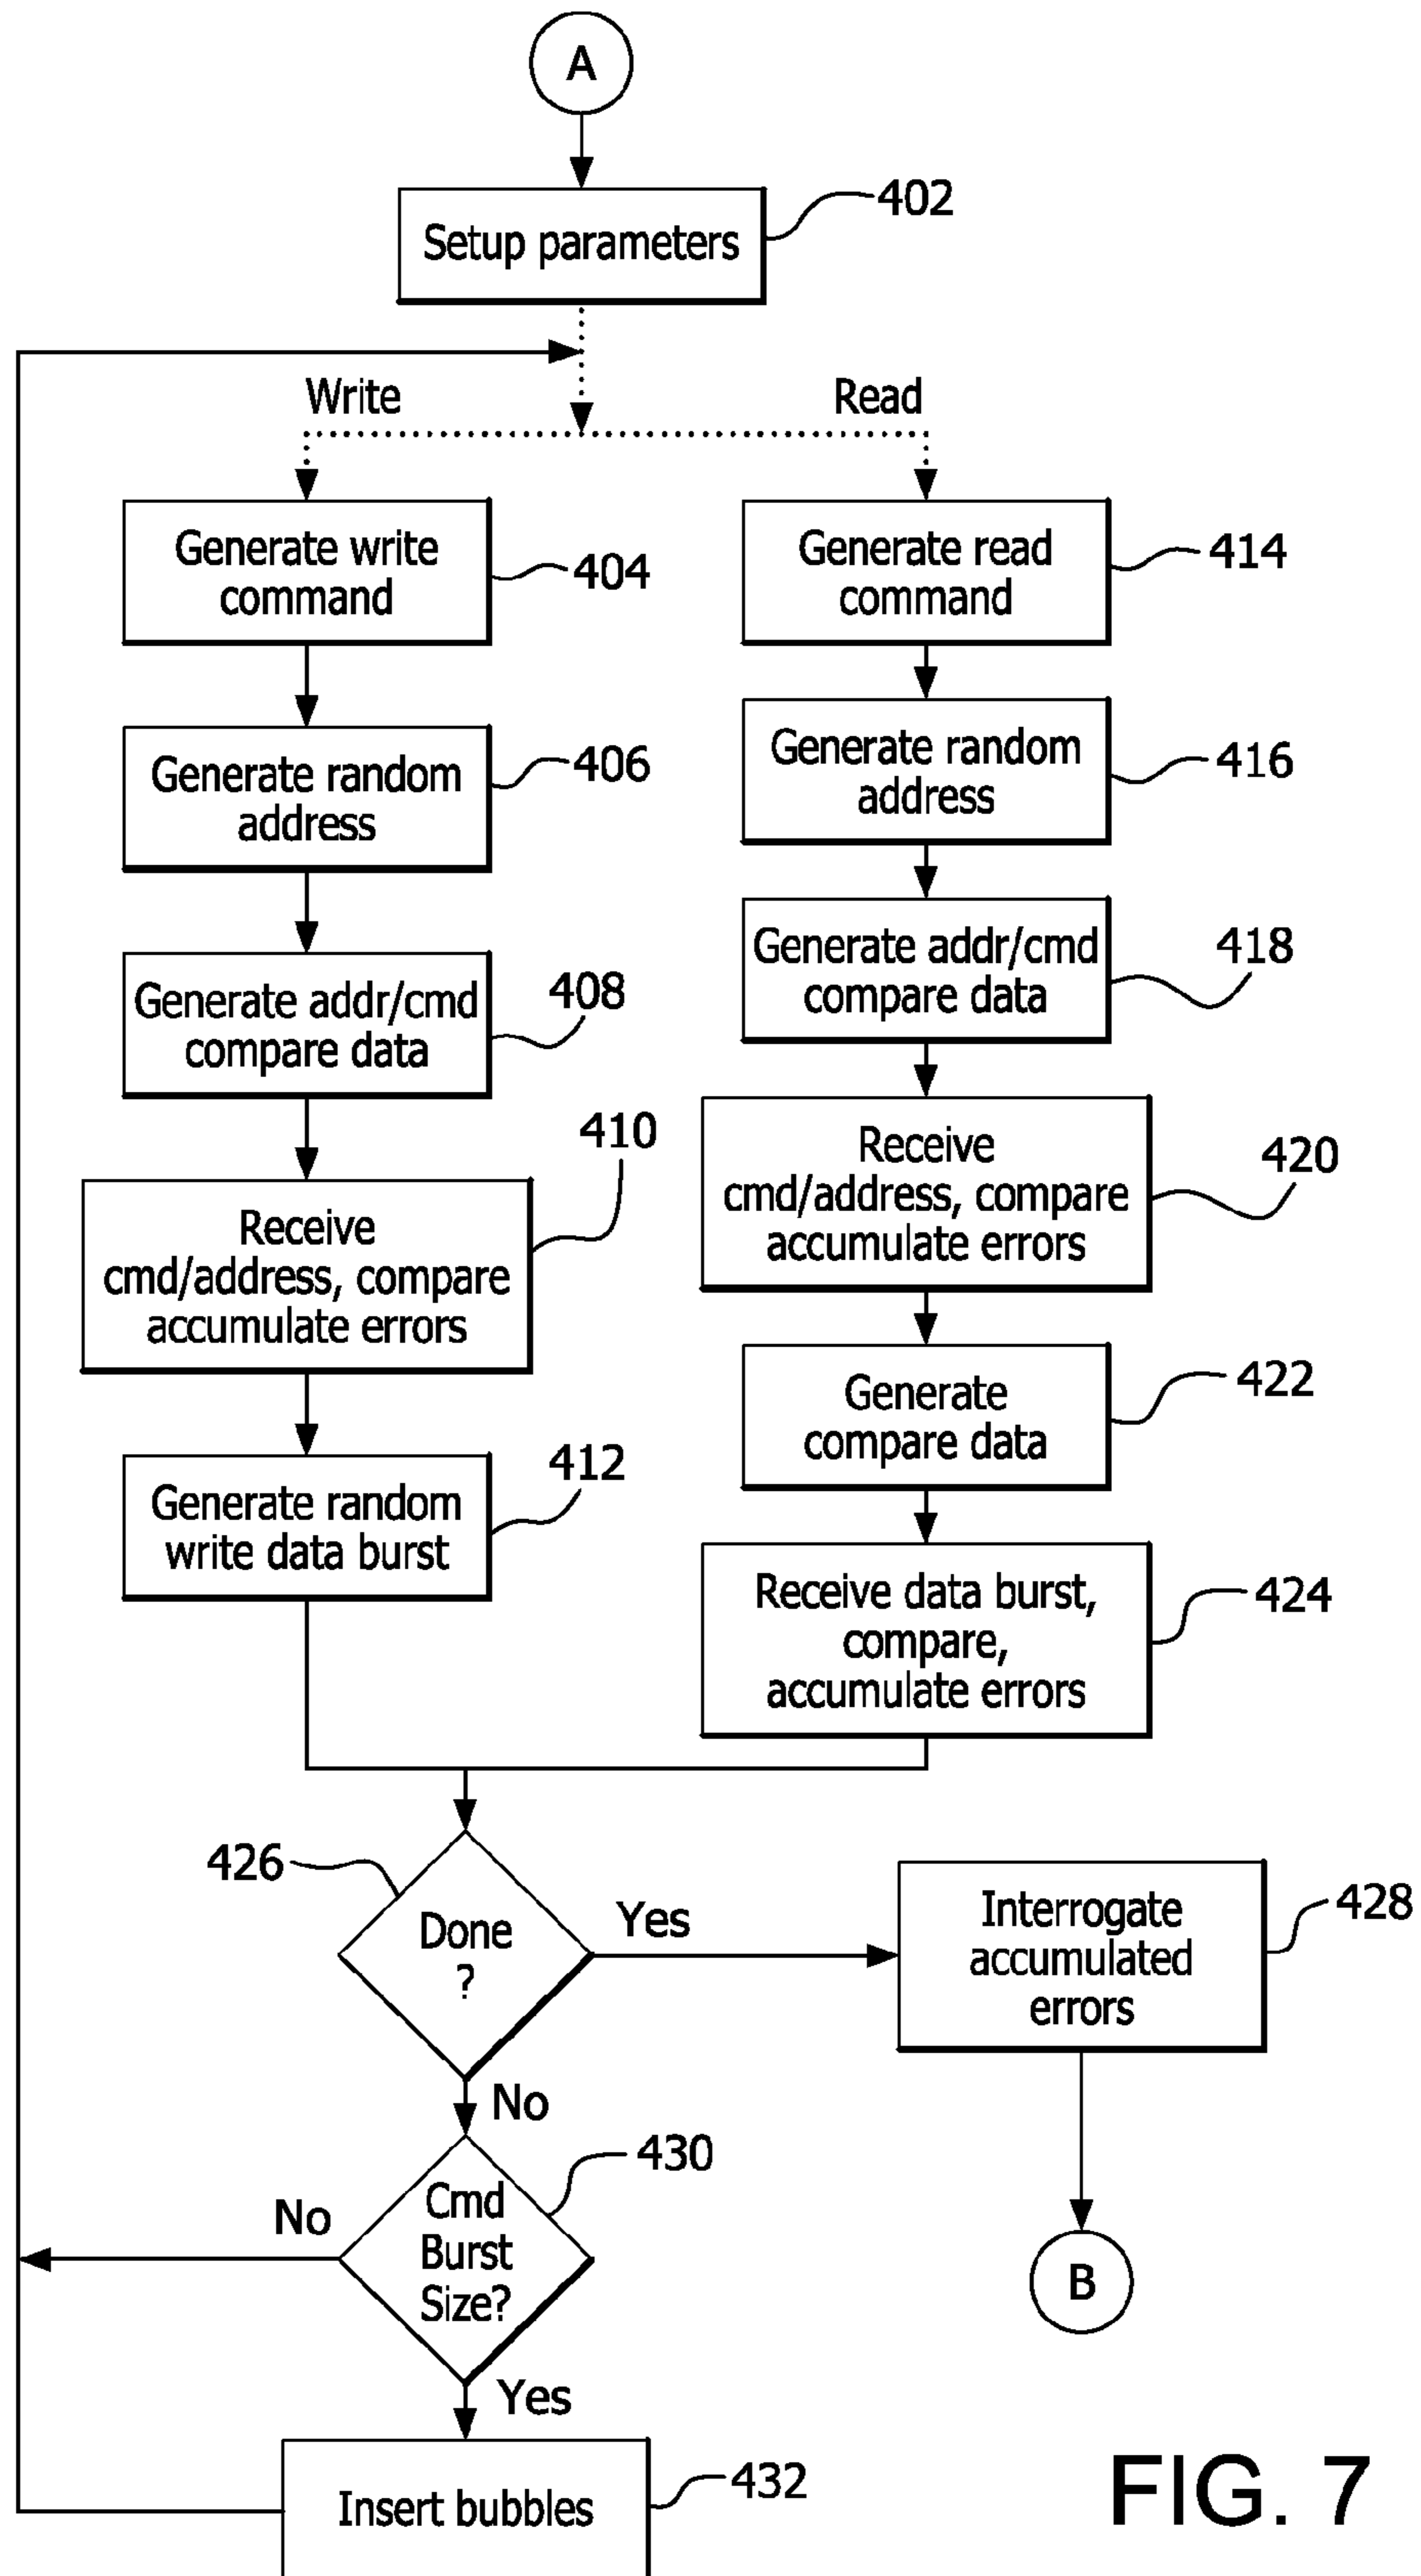 A
Setup parameters
402
Write
Read
Generate write
command
404
Generate random
address
406
Generate addr/cmd
compare data
408
Receive
cmd/address, compare
accumulate errors
410
Generate random
write data burst
412
Generate read
command
414
Generate random
address
416
Generate addr/cmd
compare data
418
Receive
cmd/address, compare
accumulate errors
420
Generate
compare data
422
Receive data burst,
compare,
accumulate errors
424
426
Done
?
Yes
Interrogate
accumulated
errors
428
No
430
Cmd
Burst
Size?
No
B
Yes
Insert bubbles
432
FIG. 7